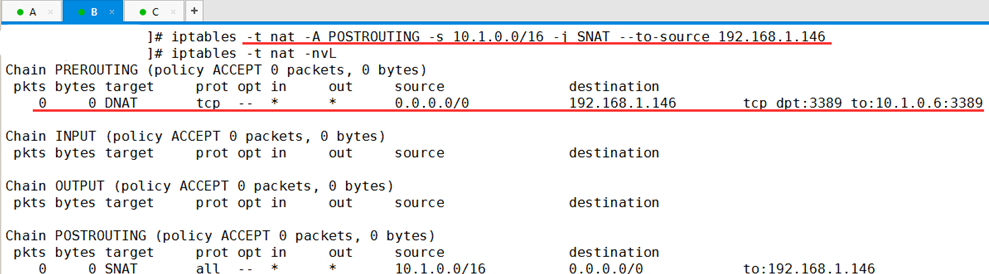 A × B × C × +
]# iptables -t nat -A POSTROUTING -s 10.1.0.0/16 -j SNAT --to-source 192.168.1.146
]# iptables -t nat -nvL
Chain PREROUTING (policy ACCEPT 0 packets, 0 bytes)
pkts bytes target prot opt in out source destination
0 0 DNAT tcp -- * * 0.0.0.0/0 192.168.1.146 tcp dpt:3389 to:10.1.0.6:3389
Chain INPUT (policy ACCEPT 0 packets, 0 bytes)
pkts bytes target prot opt in out source destination
Chain OUTPUT (policy ACCEPT 0 packets, 0 bytes)
pkts bytes target prot opt in out source destination
Chain POSTROUTING (policy ACCEPT 0 packets, 0 bytes)
pkts bytes target prot opt in out source destination
0 0 SNAT all -- * * 10.1.0.0/16 0.0.0.0/0 to:192.168.1.146